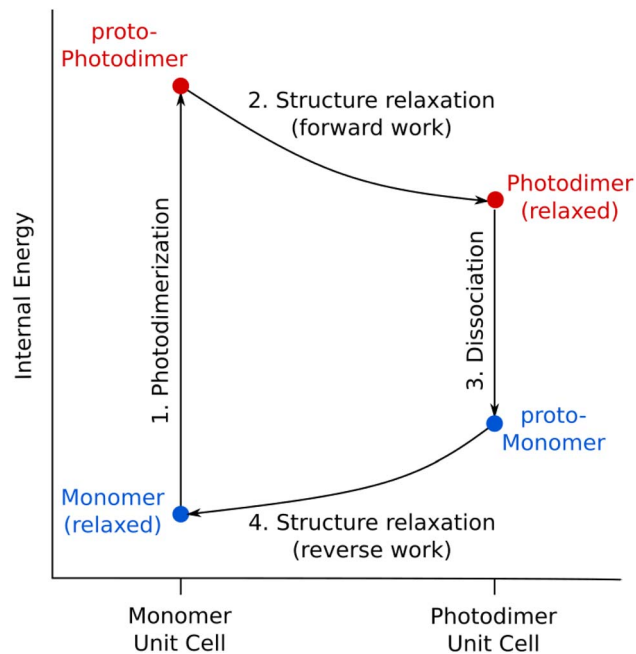 proto-
Photodimer
2. Structure relaxation
(forward work)
Photodimer
(relaxed)
Internal Energy
1. Photodimerization
3. Dissociation
proto-
Monomer
Monomer
(relaxed)
4. Structure relaxation
(reverse work)
Monomer
Unit Cell
Photodimer
Unit Cell